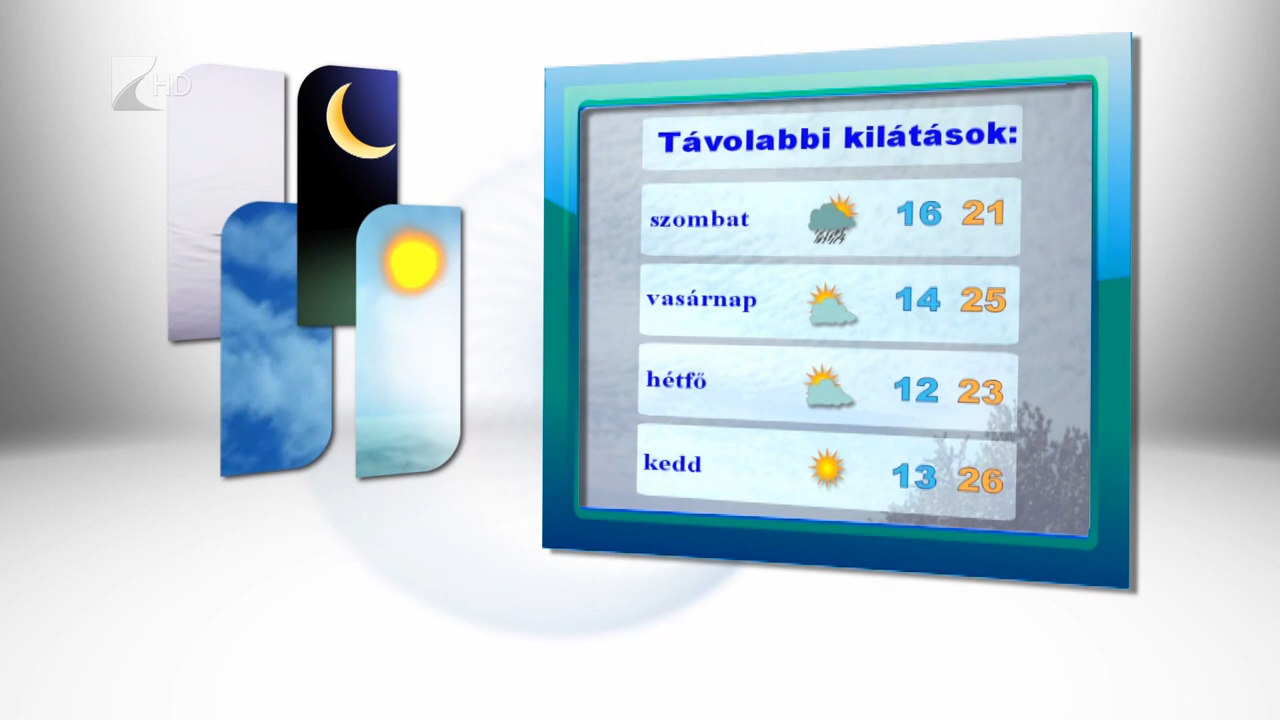 HD
Távolabbi kilátások:
szombat 16 21
vasárnap 14 25
hétfő 12 23
kedd 13 26